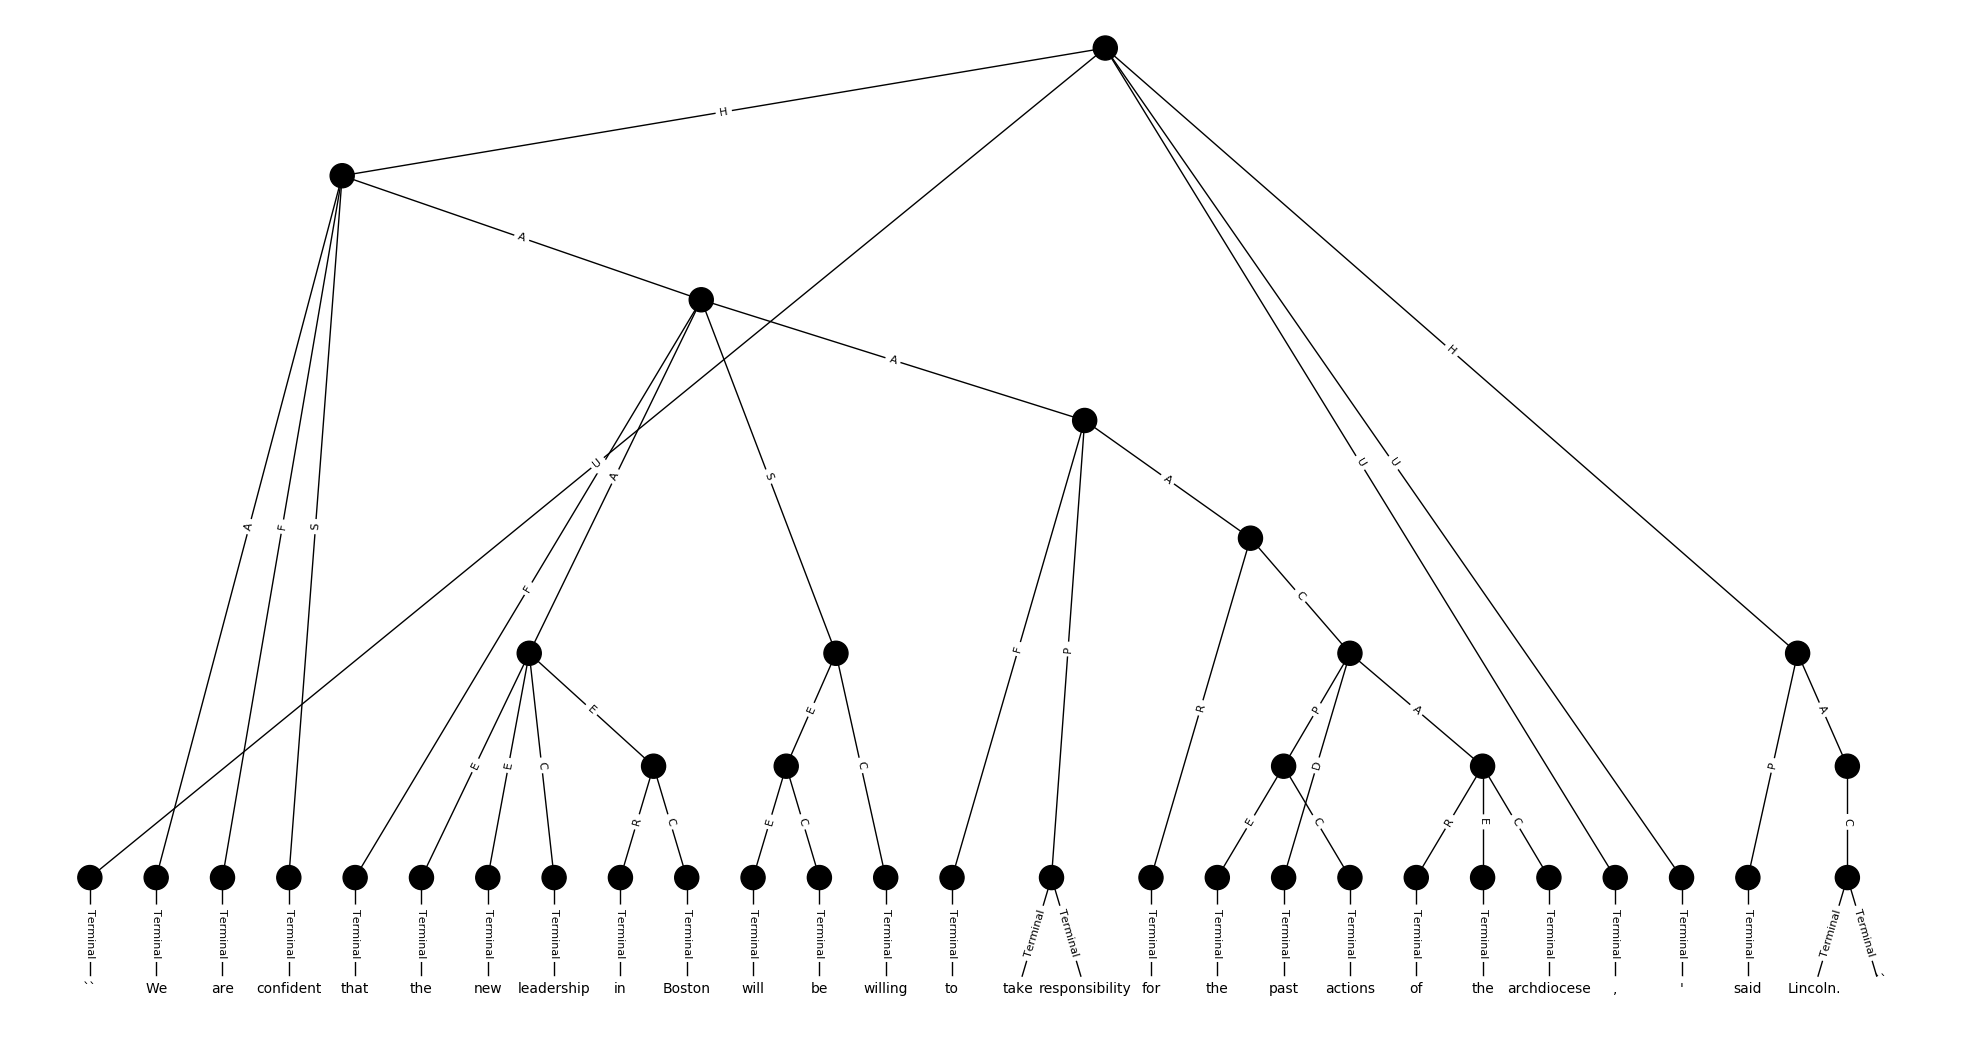 H
A
A
U
A
F
S
F
A
S
A
F
P
A
R
C
U
U
H
E
E
C
E
R
C
E
C
E
C
P
D
A
E
C
R
E
C
P
A
C
Terminal Terminal Terminal Terminal Terminal Terminal Terminal Terminal Terminal Terminal Terminal Terminal Terminal Terminal Terminal Terminal Terminal Terminal Terminal Terminal Terminal Terminal Terminal Terminal Terminal Terminal Terminal Terminal
`` We are confident that the new leadership in Boston will be willing to take responsibility for the past actions of the archdiocese , ' said Lincoln. `